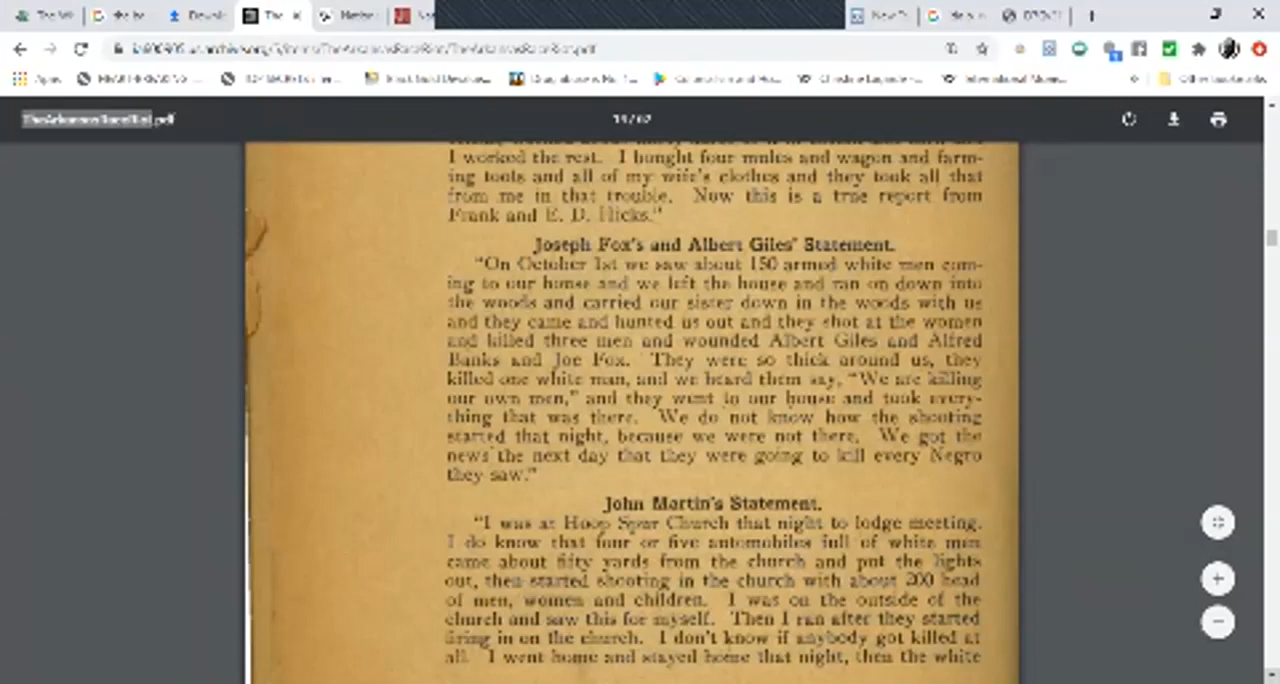 The
New T
TheArkansasRaceRiot.pdf
Apps
Other bookmarks
I worked the rest. I bought four mules and wagon and farm-
ing tools and all of my wife's clothes and they took all that
from me in that trouble. Now this is a true report from
Frank and E. D. Hicks."
Joseph Fox's and Albert Giles' Statement.
"On October 1st we saw about 150 armed white men com-
ing to our house and we left the house and ran on down into
the woods and carried our sister down in the woods with us
and they came and hunted us out and they shot at the women
and killed three men and wounded Albert Giles and Alfred
Banks and Joe Fox. They were so thick around us, they
killed one white man, and we heard them say, "We are killing
our own men," and they went to our house and took every-
thing that was there. We do not know how the shooting
started that night, because we were not there. We got the
news the next day that they were going to kill every Negro
they saw."
John Martin's Statement.
"I was at Hoop Spur Church that night to lodge meeting.
I do know that four or five automobiles full of white men
came about fifty yards from the church and put the lights
out, then started shooting in the church with about 200 head
of men, women and children. I was on the outside of the
church and saw this for myself. Then I ran after they started
firing in on the church. I don't know if anybody got killed at
all. I went home and stayed home that night, then the white